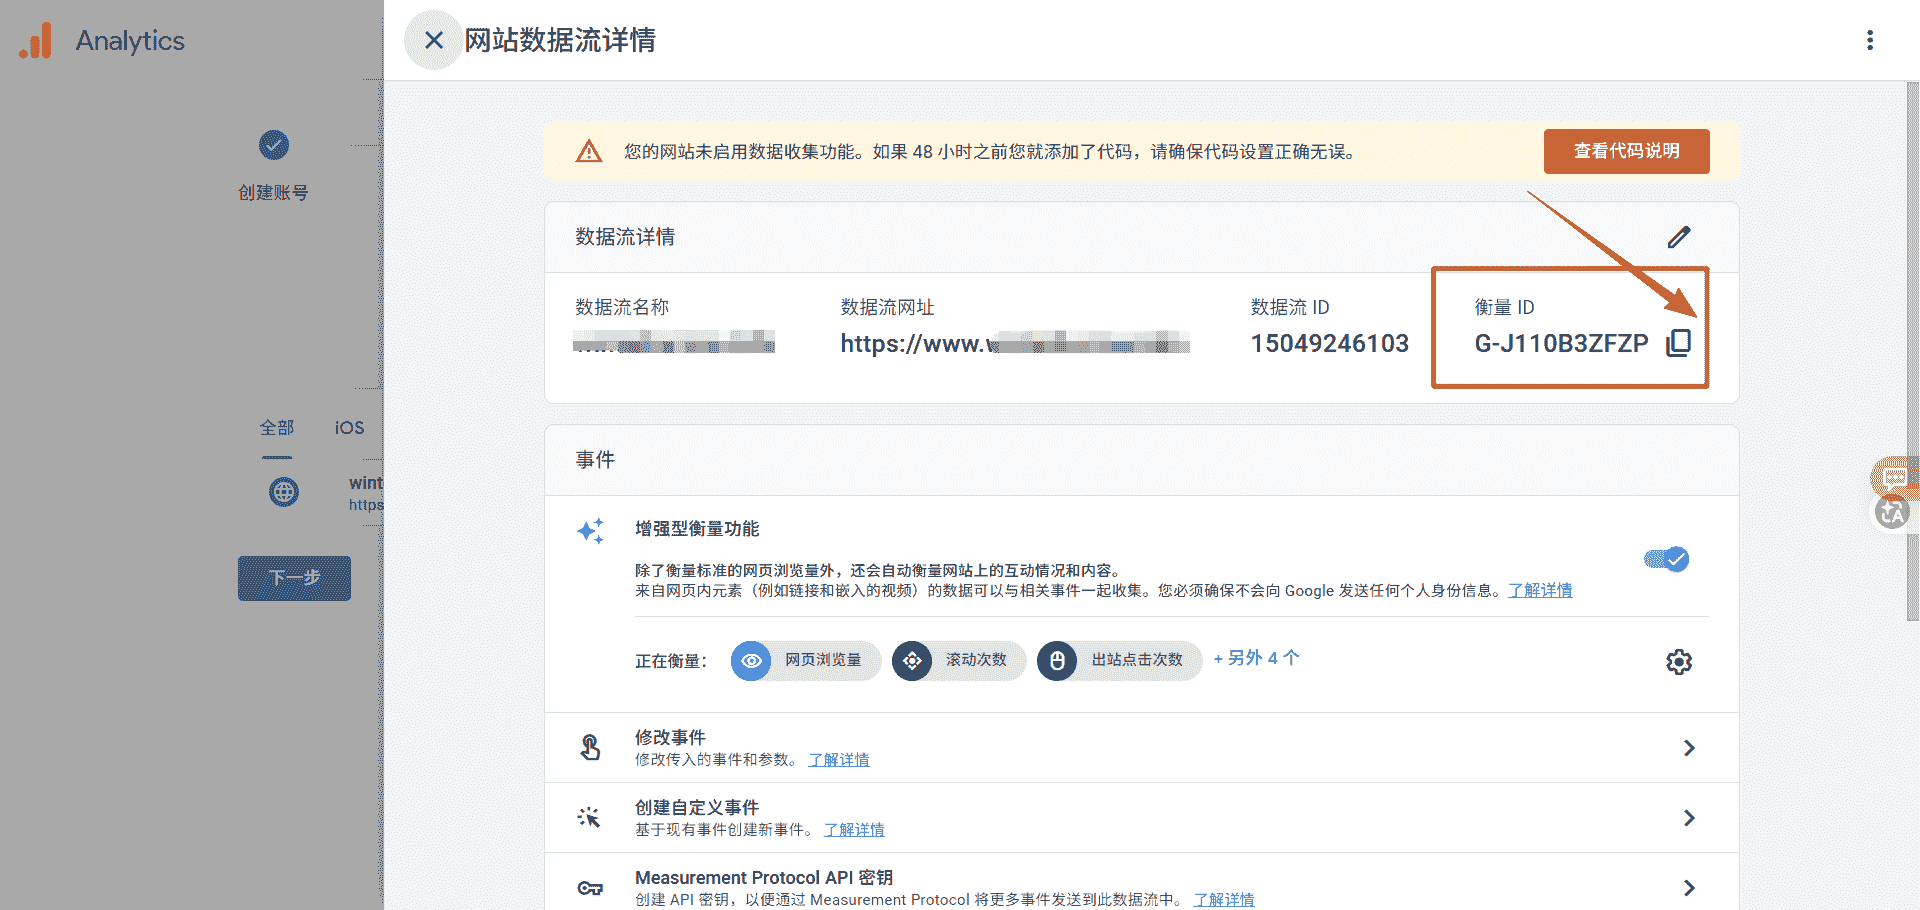 Analytics
网站数据流详情
您的网站未启用数据收集功能。如果 48 小时之前您就添加了代码，请确保代码设置正确无误。
查看代码说明
创建账号
数据流详情
数据流名称
数据流网址
数据流 ID
衡量 ID
https://www.
15049246103
G-J110B3ZFZP
全部
iOS
wint
https
下一步
事件
增强型衡量功能
除了衡量标准的网页浏览量外，还会自动衡量网站上的互动情况和内容。
来自网页内元素（例如链接和嵌入的视频）的数据可以与相关事件一起收集。您必须确保不会向 Google 发送任何个人身份信息。了解详情
正在衡量：
网页浏览量
滚动次数
出站点击次数
+ 另外 4 个
修改事件
修改传入的事件和参数。 了解详情
创建自定义事件
基于现有事件创建新事件。 了解详情
Measurement Protocol API 密钥
创建 API 密钥，以便通过 Measurement Protocol 将更多事件发送到此数据流中。 了解详情